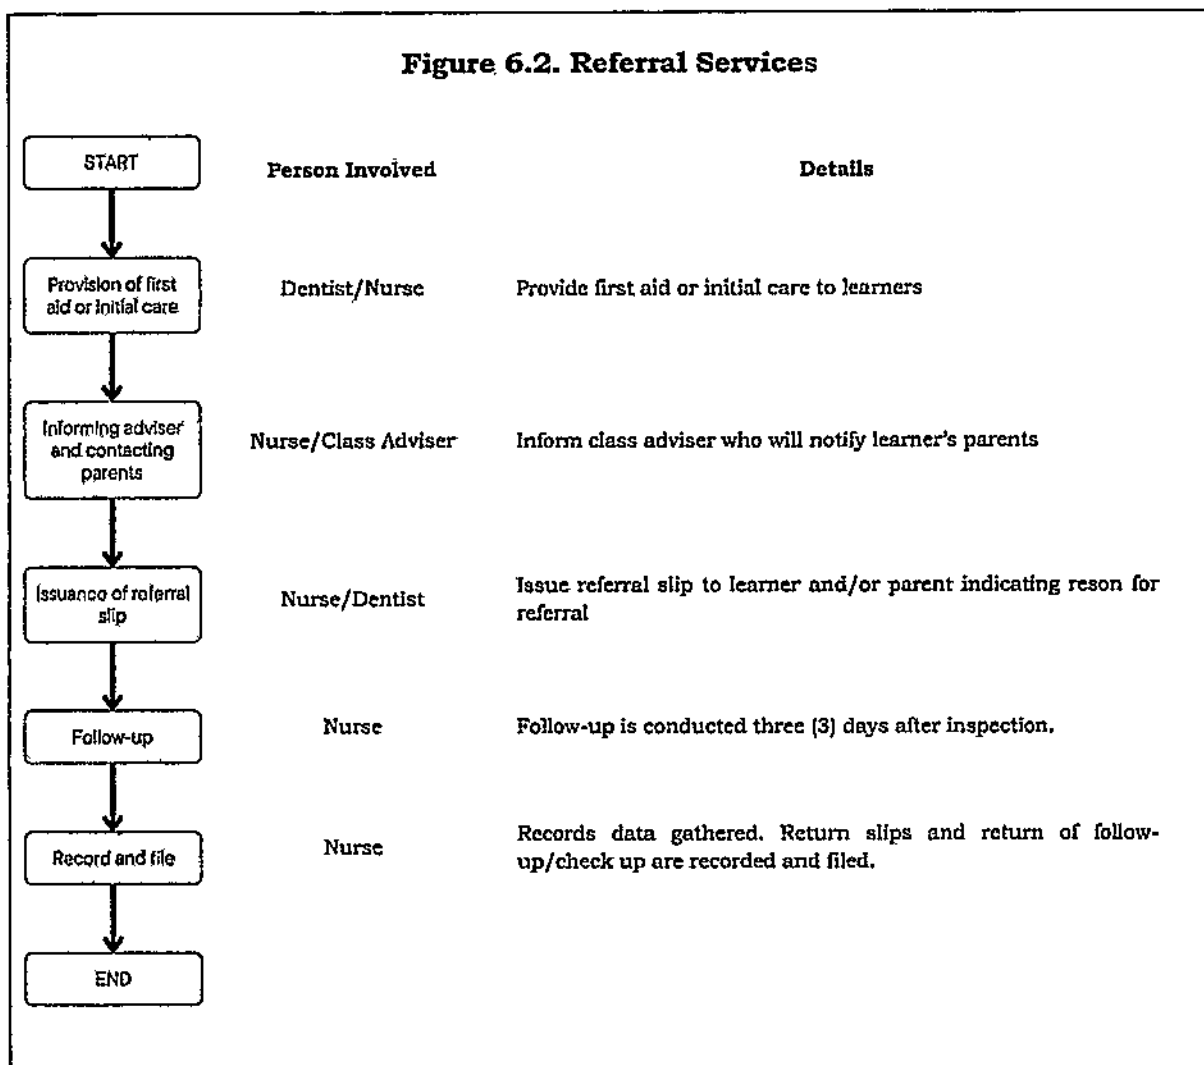 Figure 6.2. Referral Services
START
Person Involved
Details
Provision of first
aid or initial care
Dentist/Nurse
Provide first aid or initial care to learners
Informing adviser
and contacting
parents
Nurse/Class Adviser
Inform class adviser who will notify learner's parents
Issuance of referral
slip
Nurse/Dentist
Issue referral slip to learner and/or parent indicating reson for
referral
Follow-up
Nurse
Follow-up is conducted three (3) days after inspection.
Record and file
Nurse
Records data gathered. Return slips and return of follow-
up/check up are recorded and filed.
END